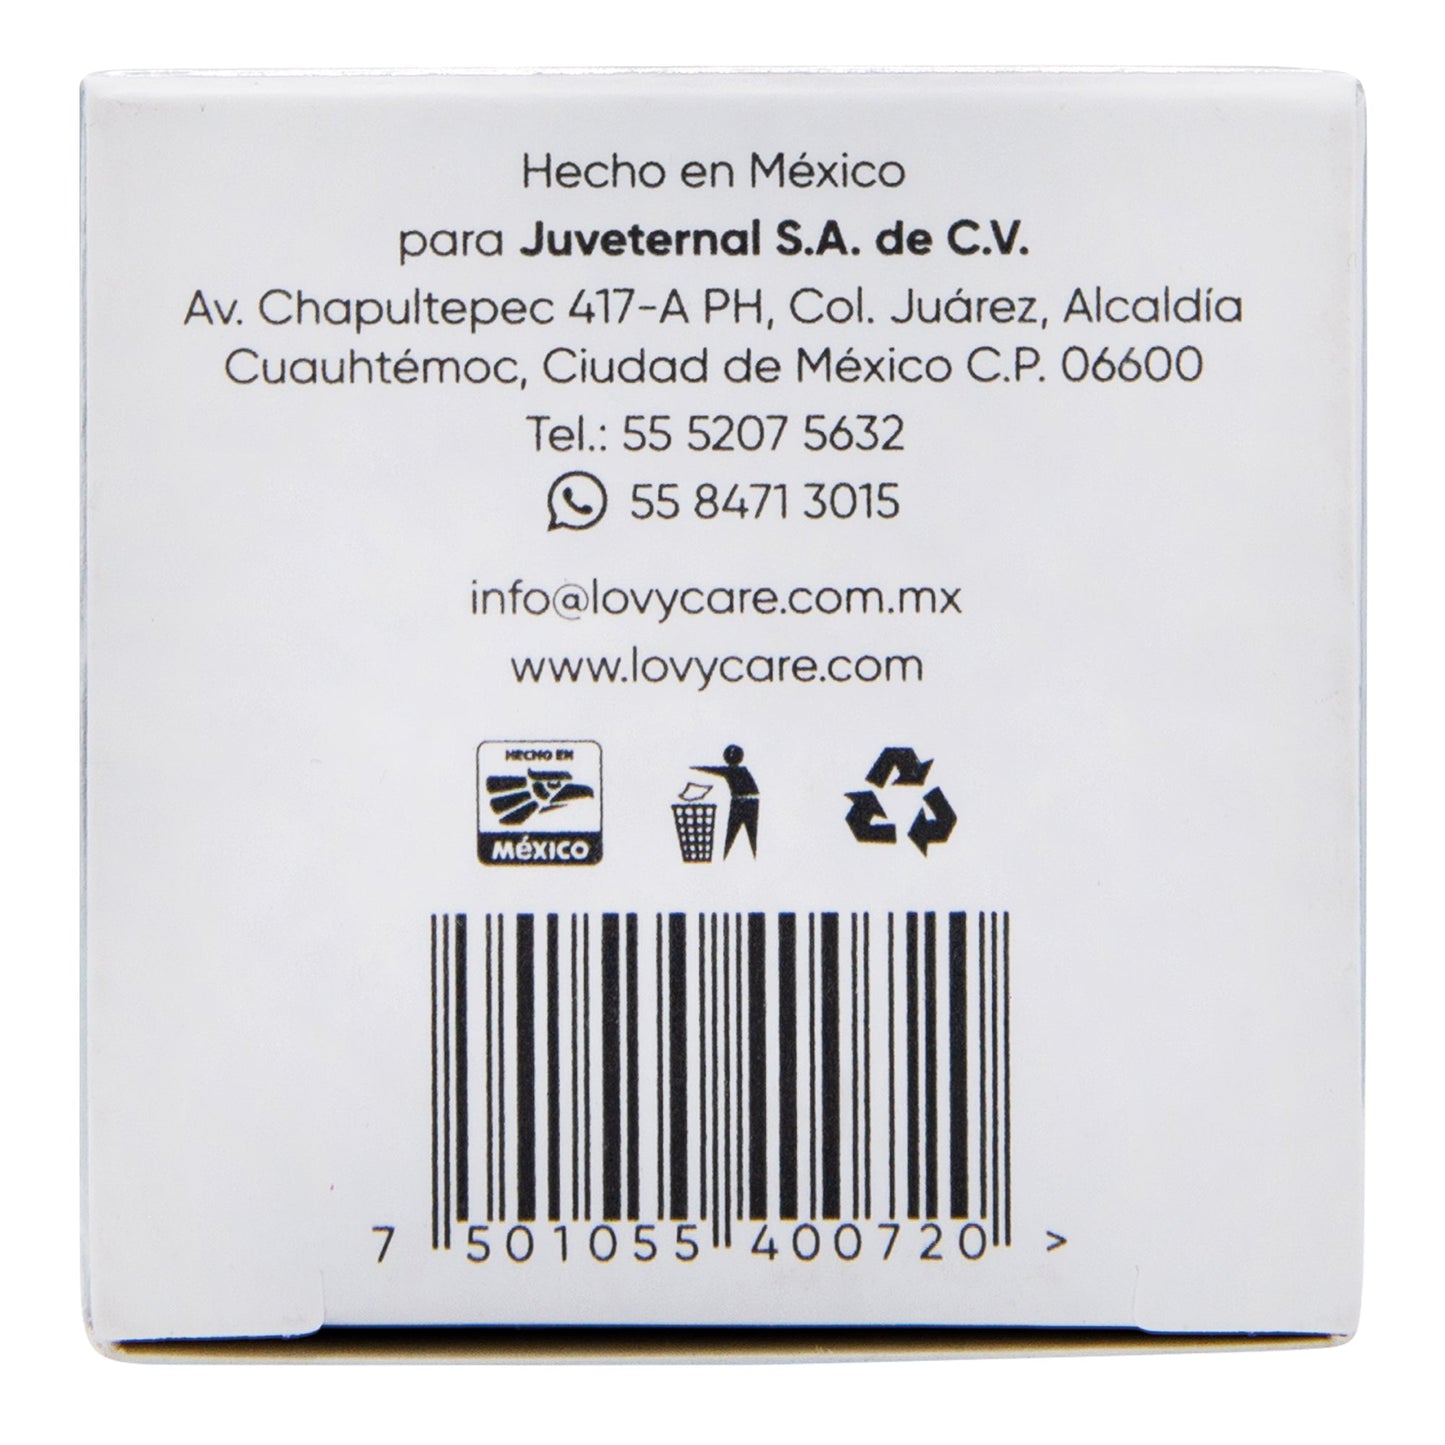 Hecho en México
para Juveternal S.A. de C.V.
Av. Chapultepec 417-A PH, Col. Juárez, Alcaldía
Cuauhtémoc, Ciudad de México C.P. 06600
Tel.: 55 5207 5632
55 8471 3015
info@lovycare.com.mx
www.lovycare.com
HECHO EN
MéXICO
7 501055 400720 >